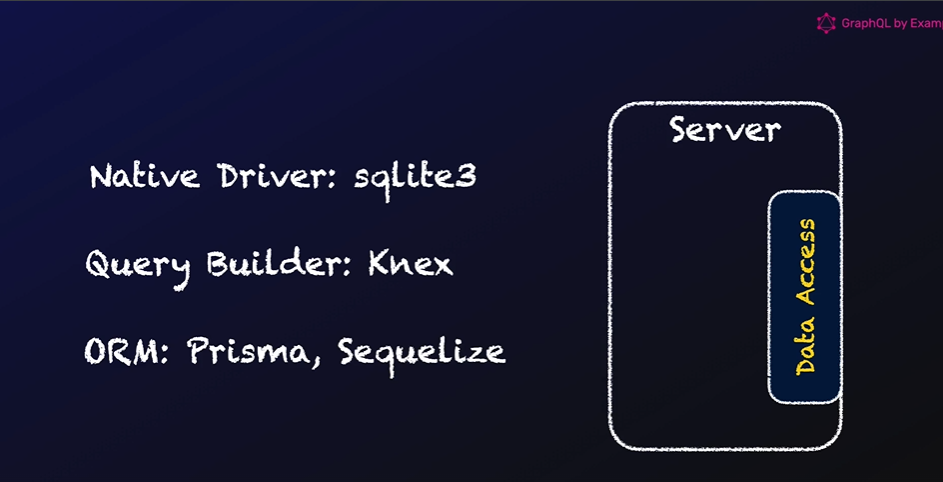 GraphQL by Examp
Server
Native Driver: sqlite3
Query Builder: Knex
ORM: Prisma, Sequelize
Data Access